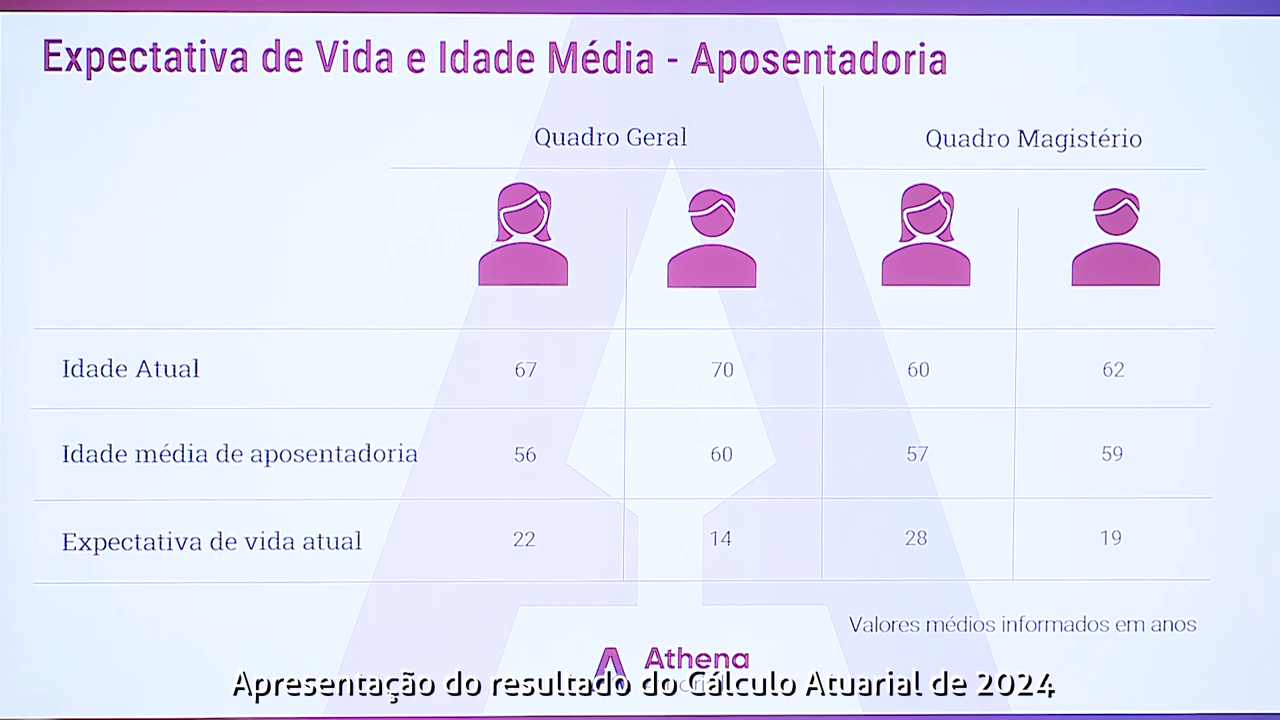 Expectativa de Vida e Idade Média - Aposentadoria
Quadro Geral Quadro Magistério
Idade Atual 67 70 60 62
Idade média de aposentadoria 56 60 57 59
Expectativa de vida atual 22 14 28 19
Valores médios informados em anos
Athena
Apresentação do resultado do Cálculo Atuarial de 2024